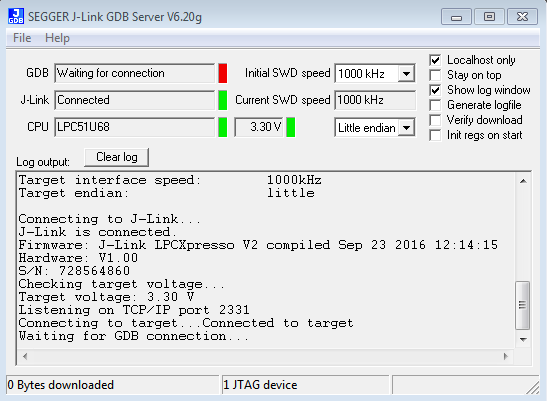 J GDB SEGGER J-Link GDB Server V6.20g
File Help
GDB Waiting for connection Initial SWD speed 1000 kHz
J-Link Connected Current SWD speed 1000 kHz
CPU LPC51U68 3.30 V Little endian
Localhost only
Stay on top
Show log window
Generate logfile
Verify download
Init regs on start
Log output: Clear log
Target interface speed: 1000kHz
Target endian: little
Connecting to J-Link...
J-Link is connected.
Firmware: J-Link LPCXpresso V2 compiled Sep 23 2016 12:14:15
Hardware: V1.00
S/N: 728564860
Checking target voltage...
Target voltage: 3.30 V
Listening on TCP/IP port 2331
Connecting to target...Connected to target
Waiting for GDB connection...
0 Bytes downloaded 1 JTAG device